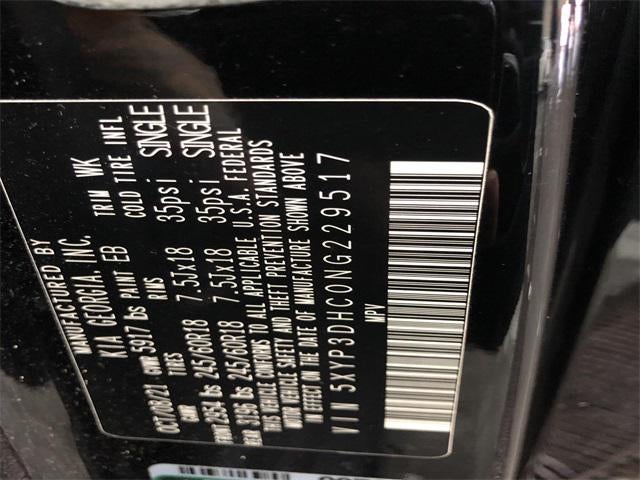 MANUFACTURED BY
KIA GEORGIA, INC.
OCT/08/21 GVWR 5917 lbs PAINT EB TRIM WK
GAWR TIRES RIMS COLD TIRE INFL
FRONT 2954 lbs 245/60R18 7.5Jx18 35psi SINGLE
REAR 3196 lbs 245/60R18 7.5Jx18 35psi SINGLE
THIS VEHICLE CONFORMS TO ALL APPLICABLE U.S.A. FEDERAL
MOTOR VEHICLE SAFETY AND THEFT PREVENTION STANDARDS
IN EFFECT ON THE DATE OF MANUFACTURE SHOWN ABOVE
VIN 5XYP3DHC0NG229517
MPV